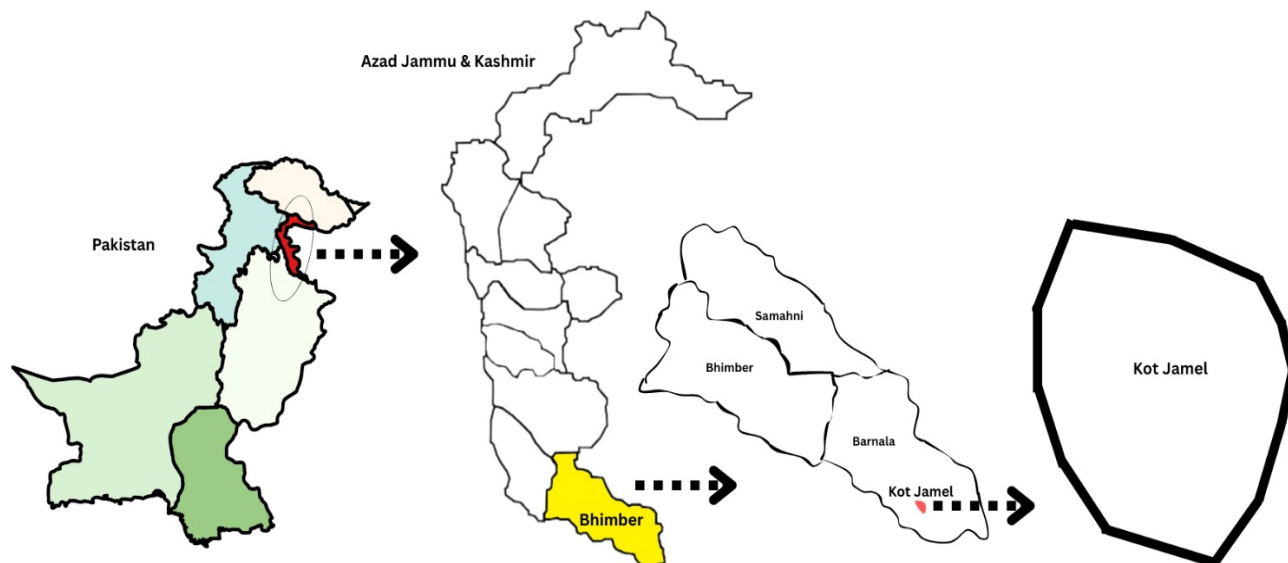 Azad Jammu & Kashmir
Pakistan
Samahni
Bhimber
Barnala
Kot Jamel
Bhimber
Kot Jamel